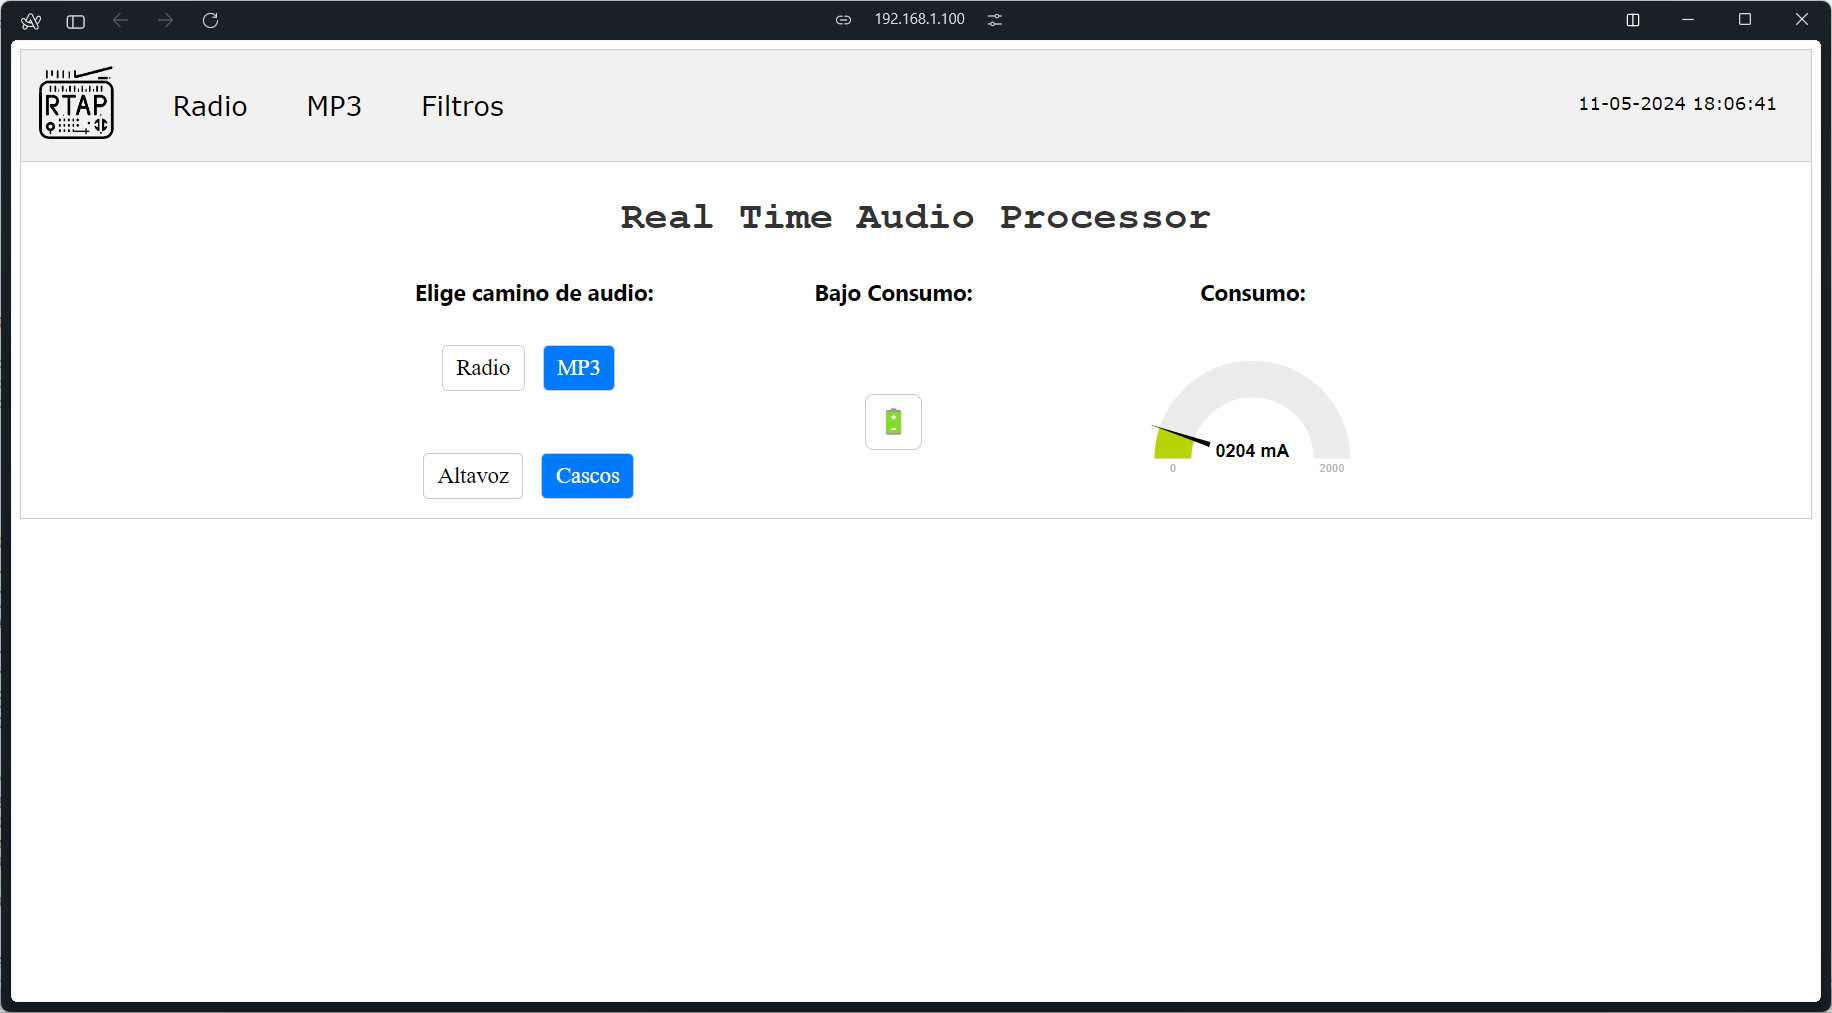 192.168.1.100
RTAP
Radio MP3 Filtros 11-05-2024 18:06:41
Real Time Audio Processor
Elige camino de audio: Bajo Consumo: Consumo:
Radio MP3
0204 mA
0 2000
Altavoz Cascos